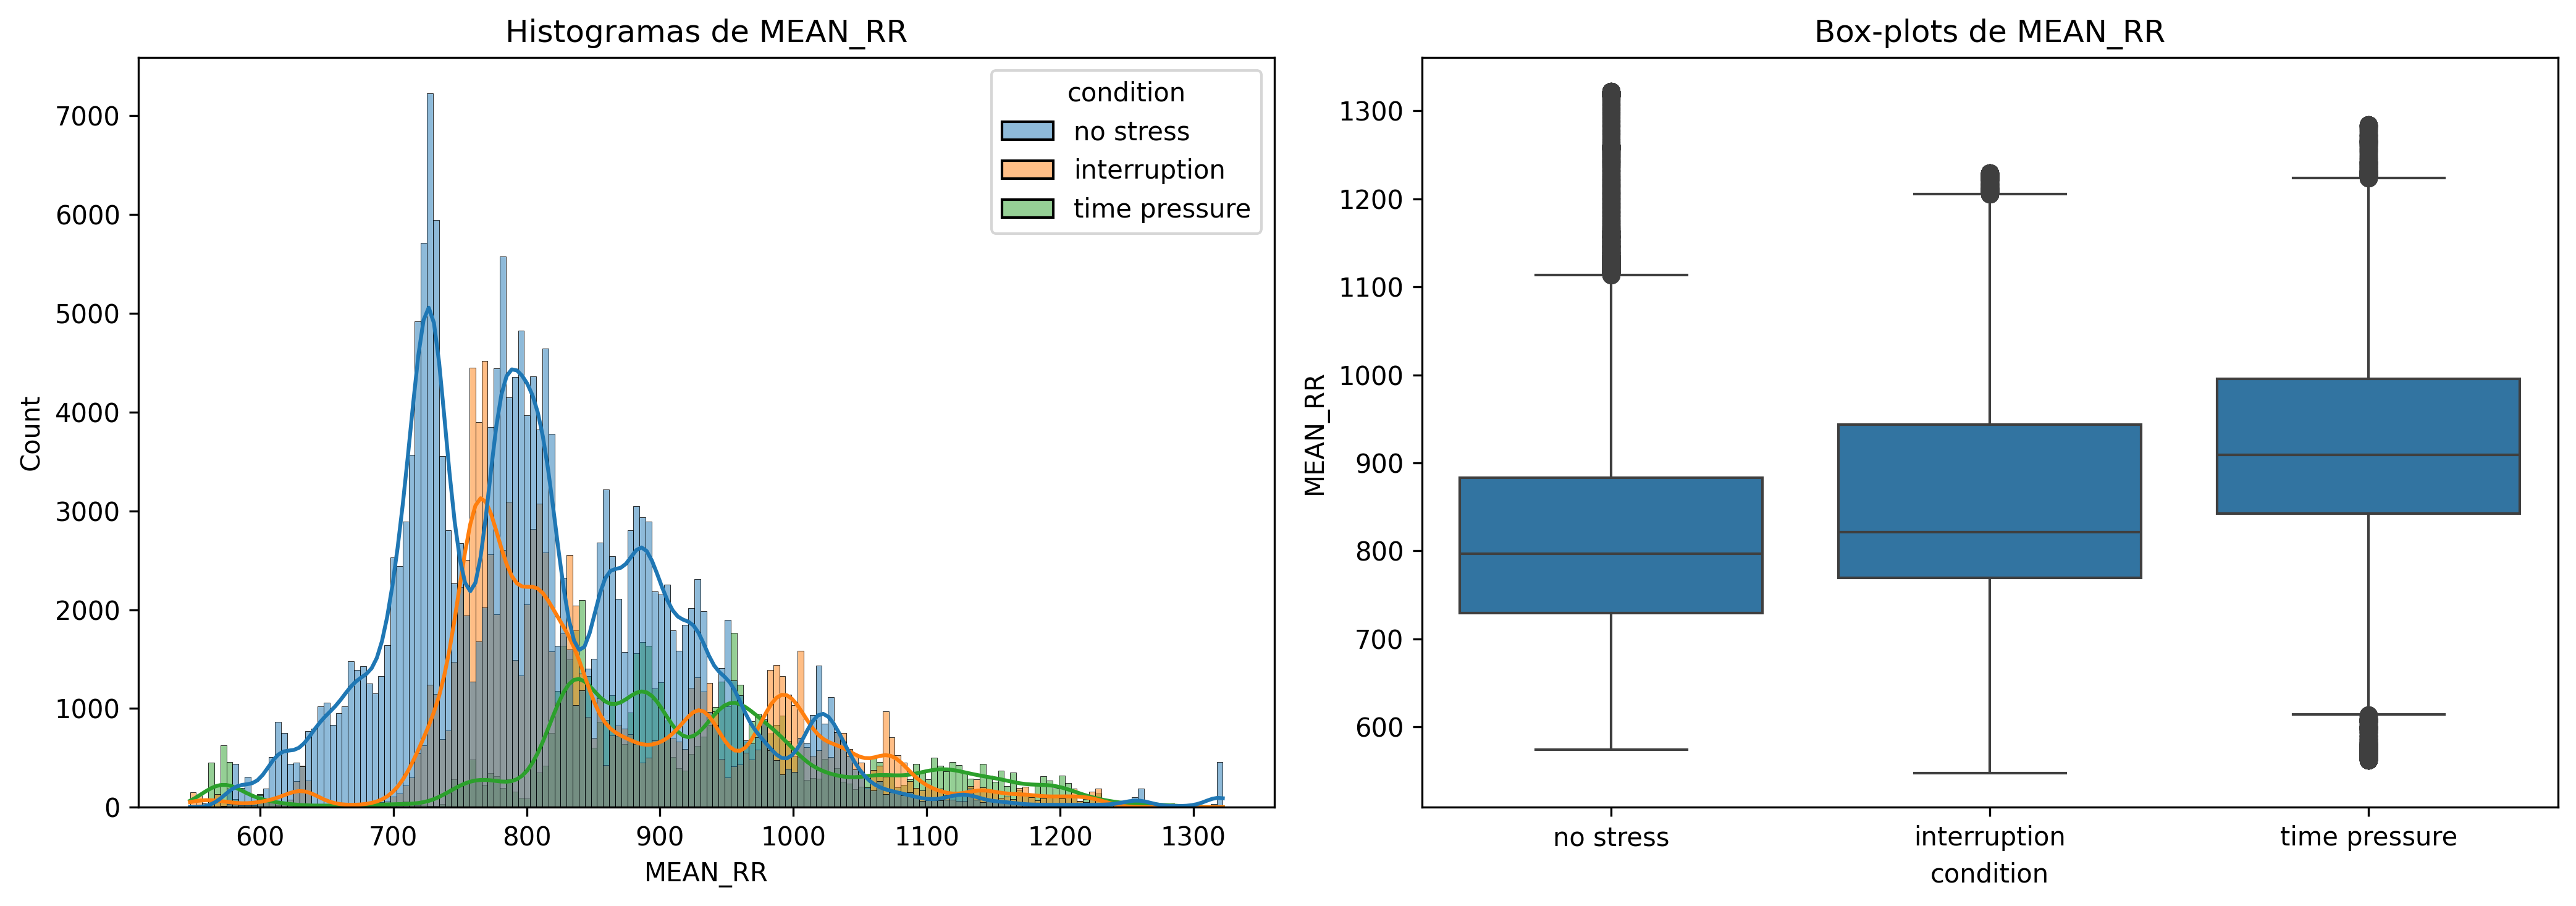 Histogramas de MEAN_RR
condition
no stress
interruption
time pressure
Count
7000
6000
5000
4000
3000
2000
1000
0
600 700 800 900 1000 1100 1200 1300
MEAN_RR
Box-plots de MEAN_RR
MEAN_RR
1300
1200
1100
1000
900
800
700
600
no stress interruption time pressure
condition